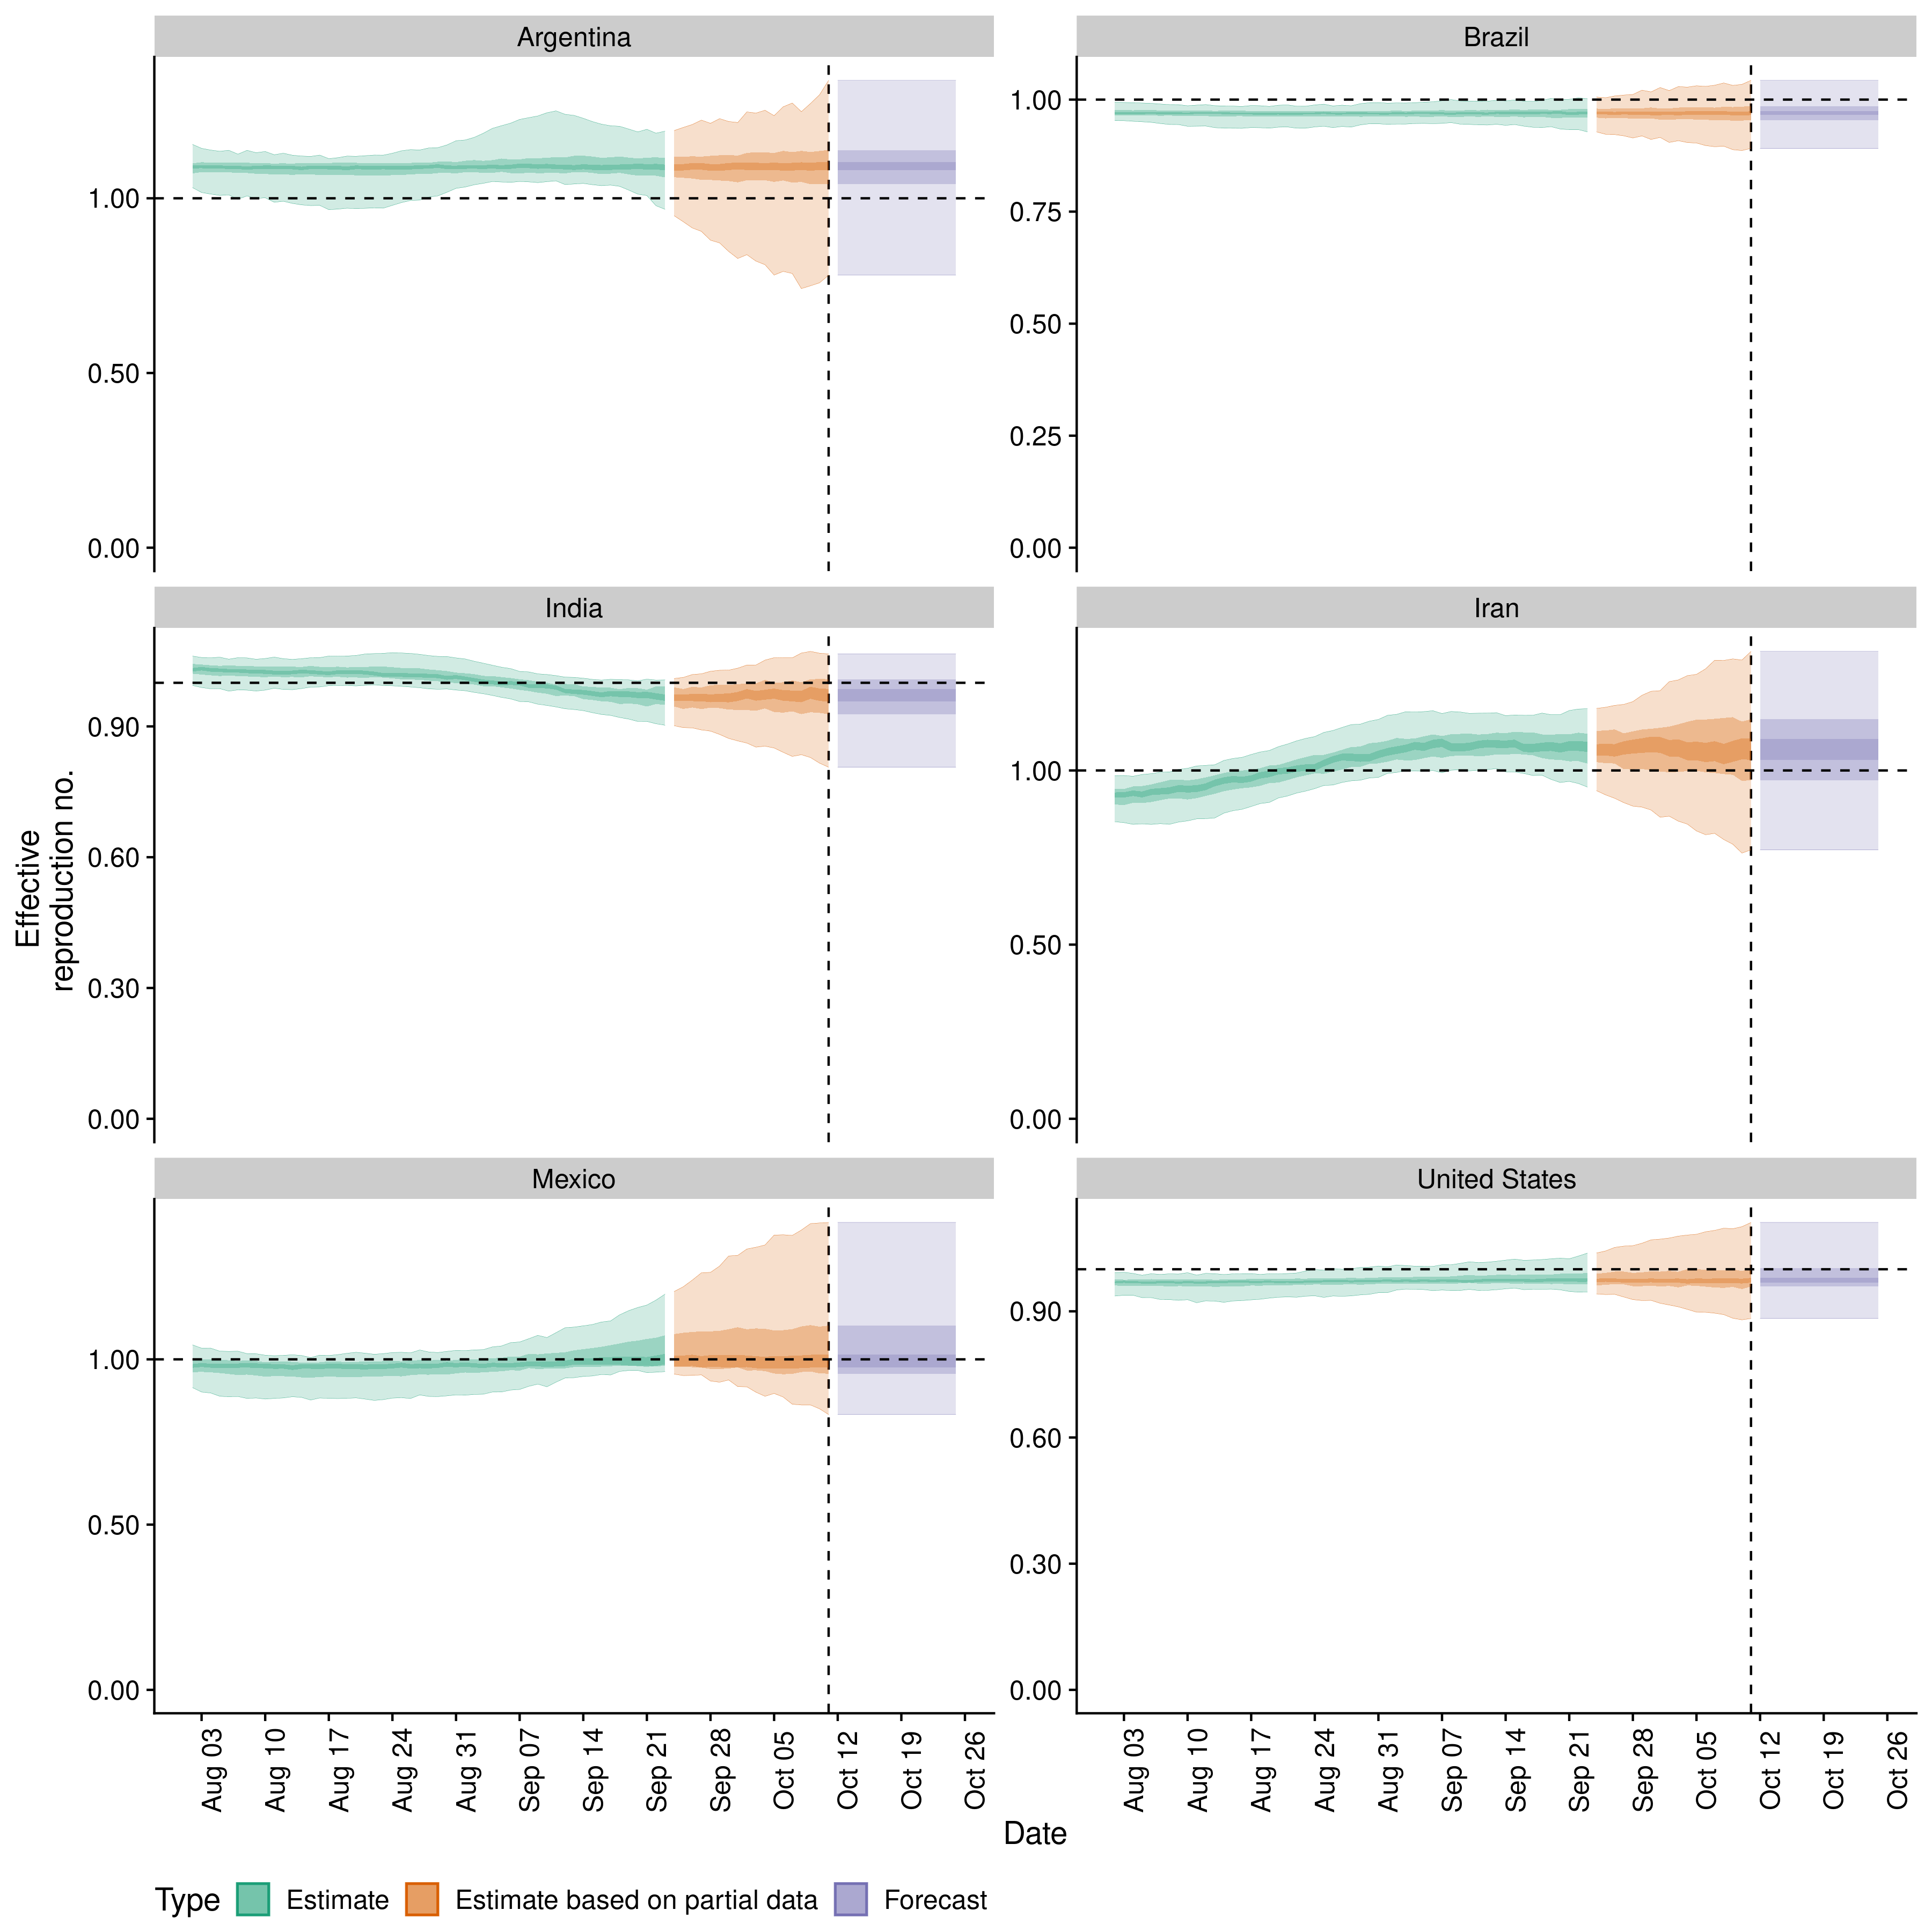 Argentina
Brazil
1.00
0.50
0.00
1.00
0.75
0.50
0.25
0.00
India
Iran
0.90
0.60
0.30
0.00
1.00
0.50
0.00
Effective
reproduction no.
Mexico
United States
1.00
0.50
0.00
0.90
0.60
0.30
0.00
Aug 03
Aug 10
Aug 17
Aug 24
Aug 31
Sep 07
Sep 14
Sep 21
Sep 28
Oct 05
Oct 12
Oct 19
Oct 26
Aug 03
Aug 10
Aug 17
Aug 24
Aug 31
Sep 07
Sep 14
Sep 21
Sep 28
Oct 05
Oct 12
Oct 19
Oct 26
Date
Type Estimate Estimate based on partial data Forecast